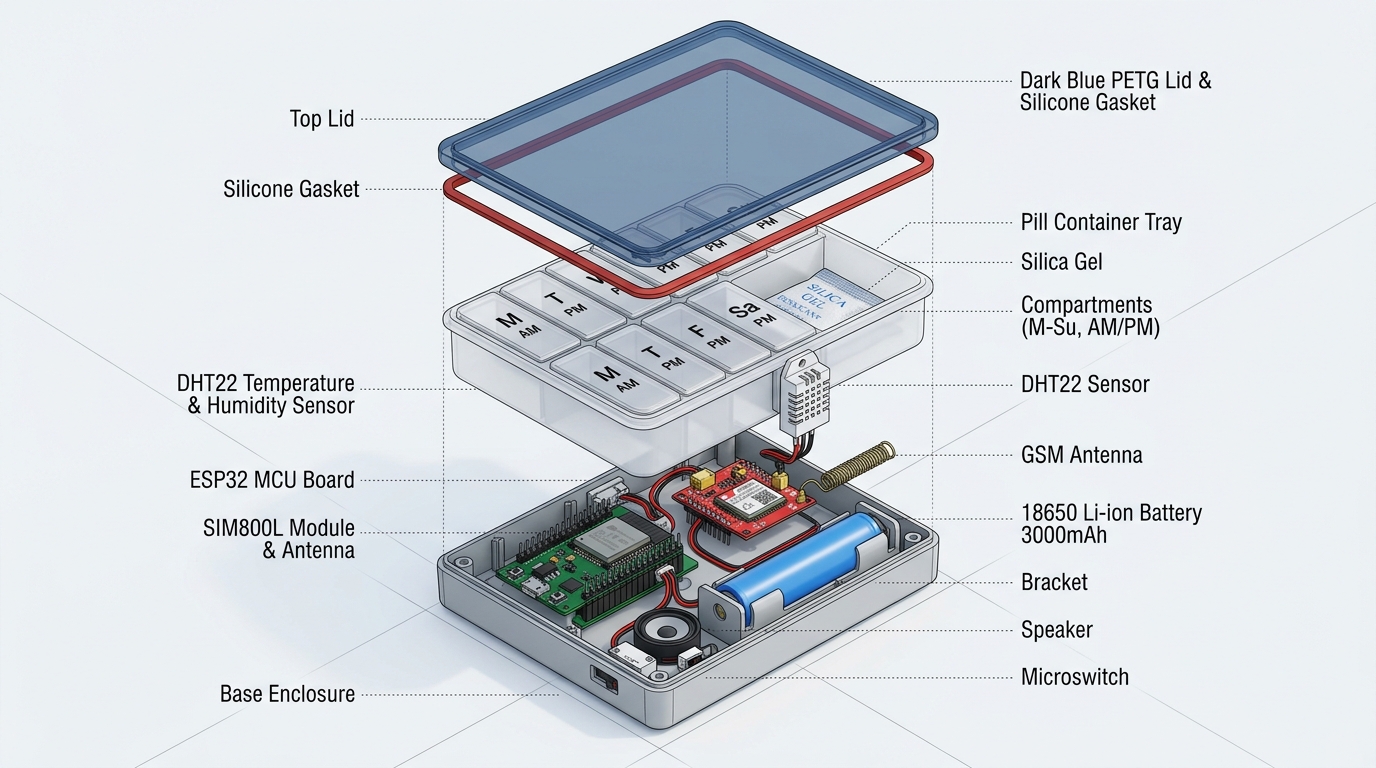 Dark Blue PETG Lid &
Silicone Gasket
Top Lid
Silicone Gasket
Pill Container Tray
Silica Gel
Compartments
(M-Su, AM/PM)
DHT22 Temperature
& Humidity Sensor
DHT22 Sensor
GSM Antenna
ESP32 MCU Board
SIM800L Module
& Antenna
18650 Li-ion Battery
3000mAh
Bracket
Speaker
Microswitch
Base Enclosure
PM
PM
PM
M
AM
T
PM
M
AM
T
PM
F
PM
Sa
PM
SILICA